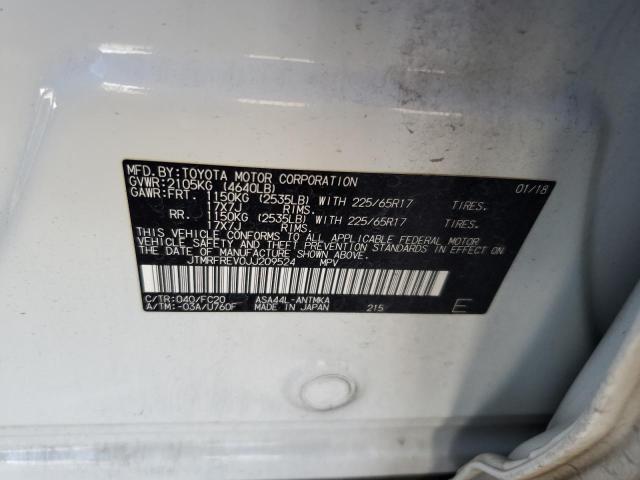 MFD. BY: TOYOTA MOTOR CORPORATION 01/18
GVWR: 2105KG (4640LB)
GAWR: FRT. 1150KG (2535LB) WITH 225/65R17 TIRES.
17X7J RIMS.
RR. 1150KG (2535LB) WITH 225/65R17 TIRES.
17X7J RIMS.
THIS VEHICLE CONFORMS TO ALL APPLICABLE FEDERAL MOTOR
VEHICLE SAFETY AND THEFT PREVENTION STANDARDS IN EFFECT ON
THE DATE OF MANUFACTURE SHOWN ABOVE.
JTMRFREV0JJ209524 MPV
C/TR: 040/FC20 ASA44L-ANTMKA
A/TM: -03A/U760F MADE IN JAPAN 215 E